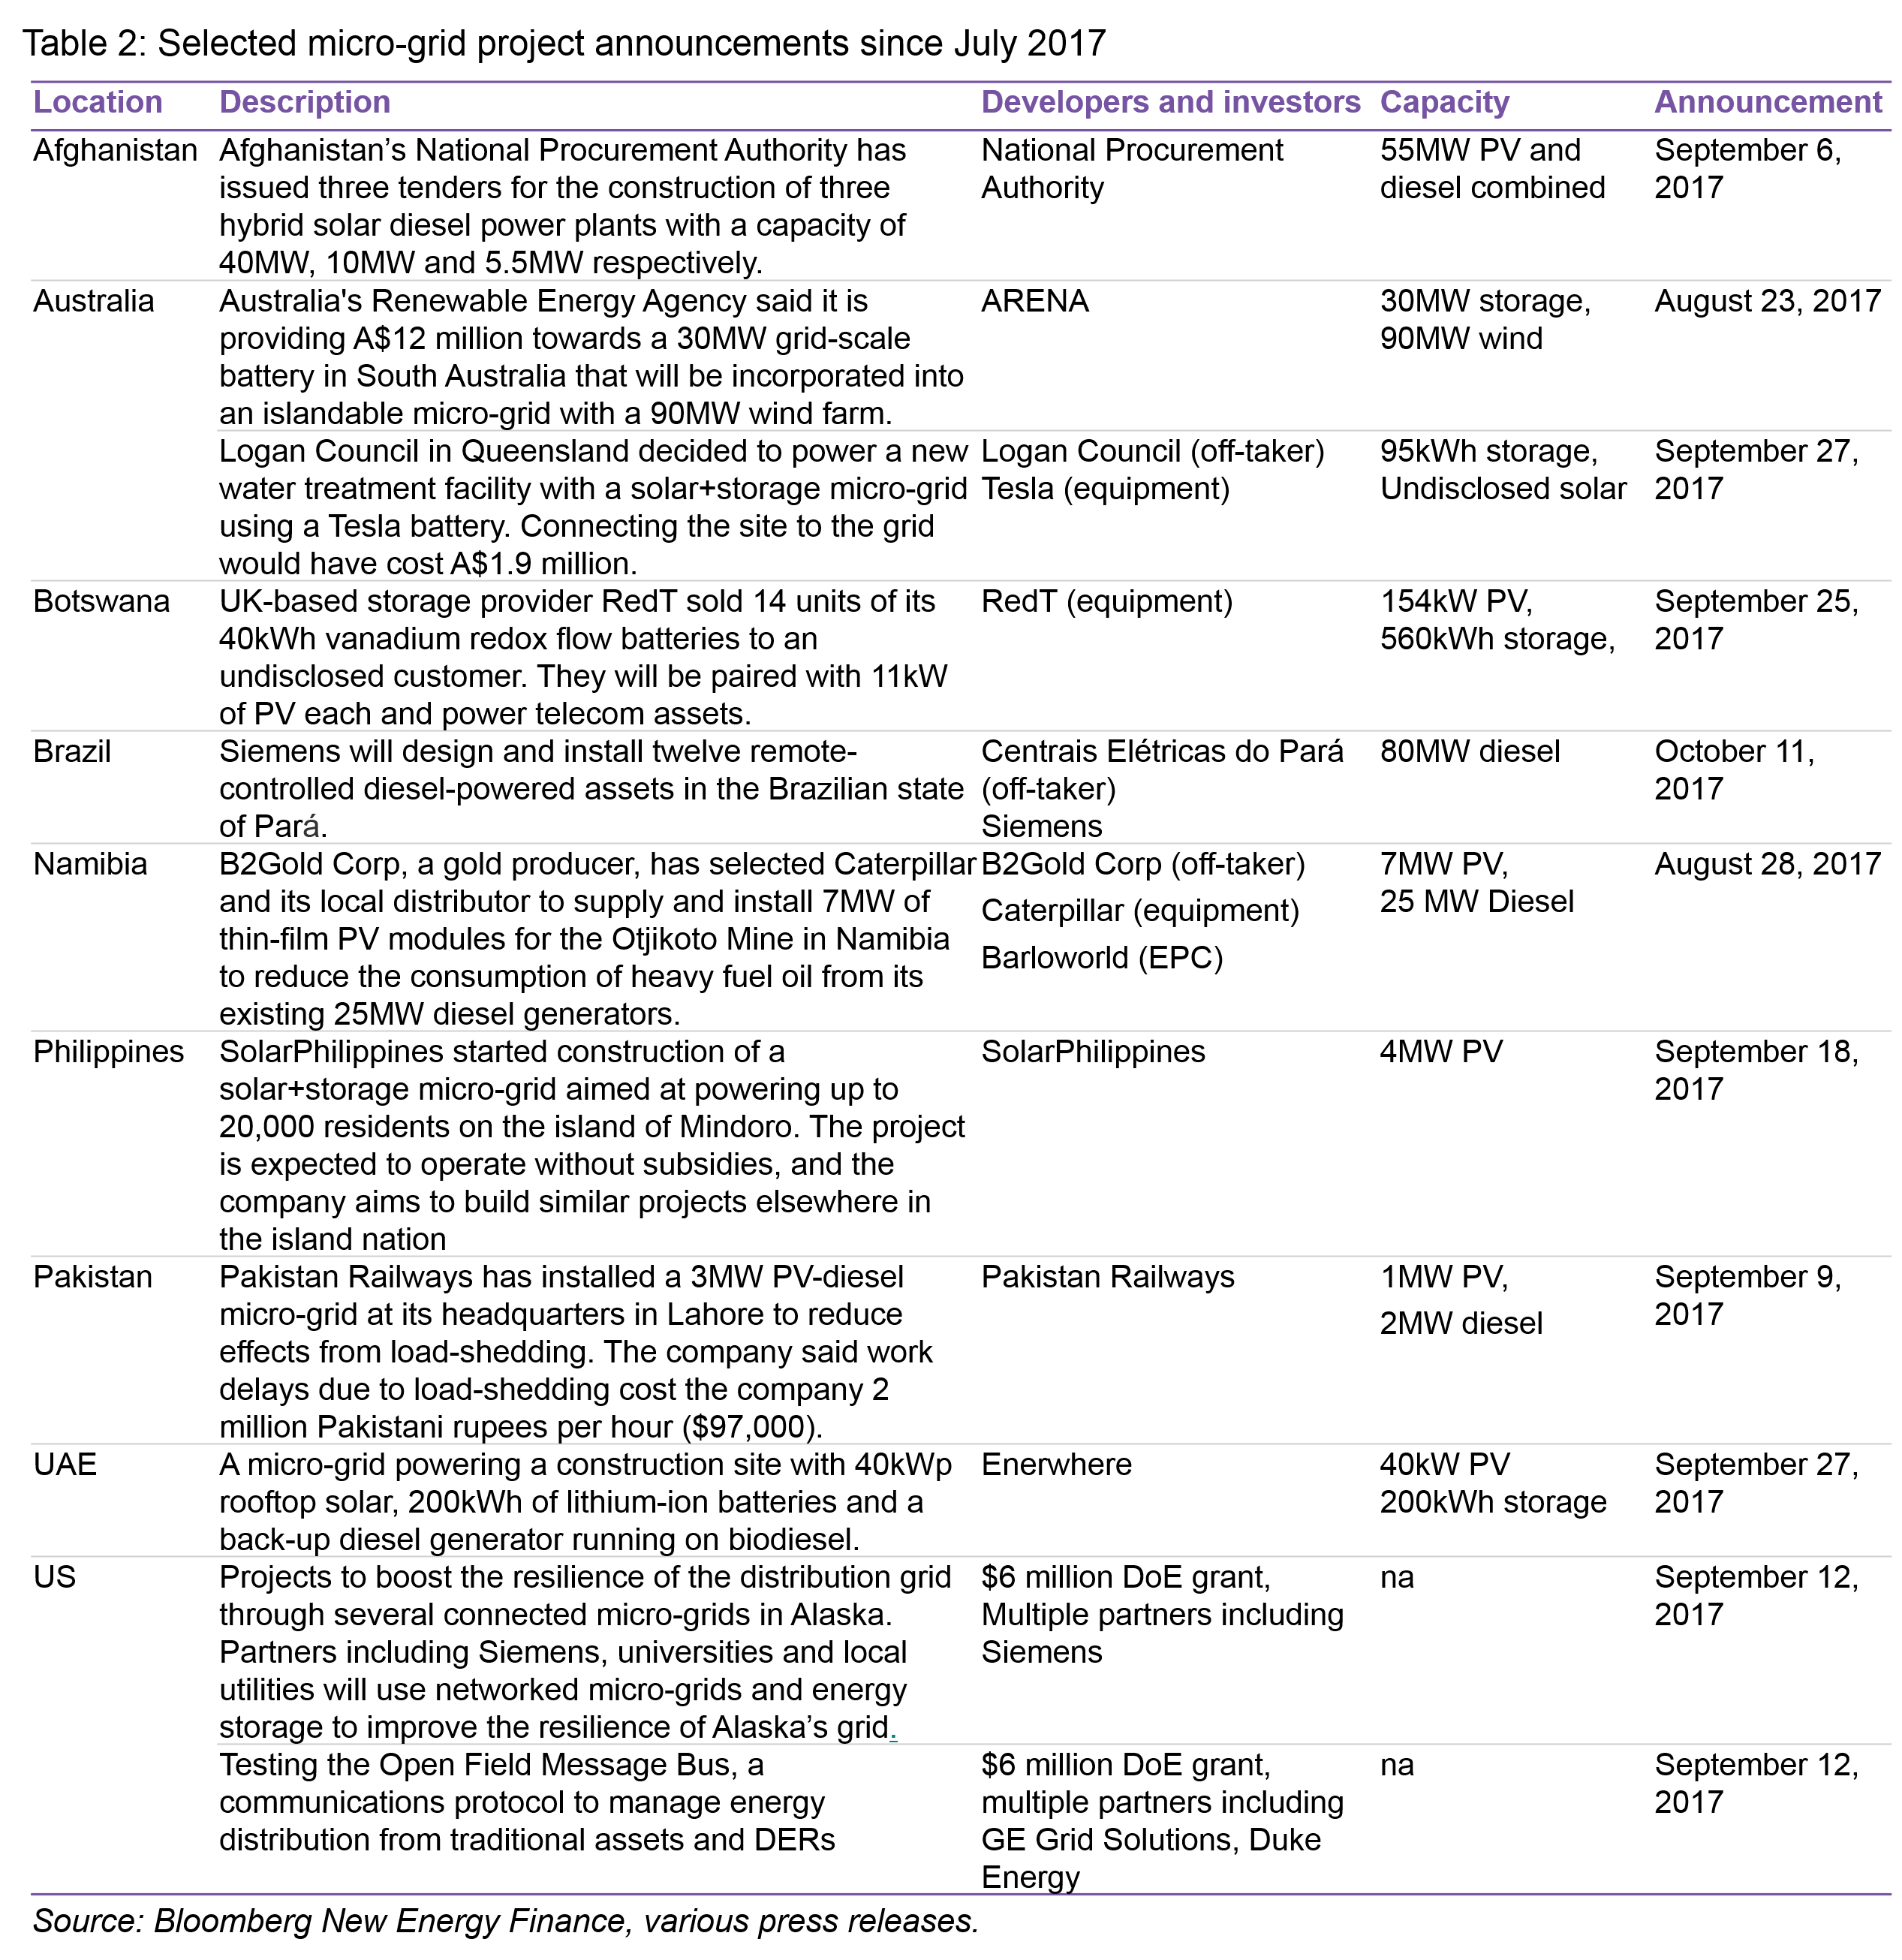 Table 2: Selected micro-grid project announcements since July 2017
Location Description Developers and investors Capacity Announcement
Afghanistan Afghanistan’s National Procurement Authority has National Procurement 55MW PV and September 6,
issued three tenders for the construction of three Authority diesel combined 2017
hybrid solar diesel power plants with a capacity of
40MW, 10MW and 5.5MW respectively.
Australia Australia's Renewable Energy Agency said it is ARENA 30MW storage, August 23, 2017
providing A$12 million towards a 30MW grid-scale 90MW wind
battery in South Australia that will be incorporated into
an islandable micro-grid with a 90MW wind farm.
Logan Council in Queensland decided to power a new Logan Council (off-taker) 95kWh storage, September 27,
water treatment facility with a solar+storage micro-grid Tesla (equipment) Undisclosed solar 2017
using a Tesla battery. Connecting the site to the grid
would have cost A$1.9 million.
Botswana UK-based storage provider RedT sold 14 units of its RedT (equipment) 154kW PV, September 25,
40kWh vanadium redox flow batteries to an 560kWh storage, 2017
undisclosed customer. They will be paired with 11kW
of PV each and power telecom assets.
Brazil Siemens will design and install twelve remote- Centrais Elétricas do Pará 80MW diesel October 11,
controlled diesel-powered assets in the Brazilian state (off-taker) 2017
of Pará. Siemens
Namibia B2Gold Corp, a gold producer, has selected Caterpillar B2Gold Corp (off-taker) 7MW PV, August 28, 2017
and its local distributor to supply and install 7MW of Caterpillar (equipment) 25 MW Diesel
thin-film PV modules for the Otjikoto Mine in Namibia Barloworld (EPC)
to reduce the consumption of heavy fuel oil from its
existing 25MW diesel generators.
Philippines SolarPhilippines started construction of a SolarPhilippines 4MW PV September 18,
solar+storage micro-grid aimed at powering up to 2017
20,000 residents on the island of Mindoro. The project
is expected to operate without subsidies, and the
company aims to build similar projects elsewhere in
the island nation
Pakistan Pakistan Railways has installed a 3MW PV-diesel Pakistan Railways 1MW PV, September 9,
micro-grid at its headquarters in Lahore to reduce 2MW diesel 2017
effects from load-shedding. The company said work
delays due to load-shedding cost the company 2
million Pakistani rupees per hour ($97,000).
UAE A micro-grid powering a construction site with 40kWp Enerwhere 40kW PV September 27,
rooftop solar, 200kWh of lithium-ion batteries and a 200kWh storage 2017
back-up diesel generator running on biodiesel.
US Projects to boost the resilience of the distribution grid $6 million DoE grant, na September 12,
through several connected micro-grids in Alaska. Multiple partners including 2017
Partners including Siemens, universities and local Siemens
utilities will use networked micro-grids and energy
storage to improve the resilience of Alaska’s grid.
Testing the Open Field Message Bus, a $6 million DoE grant, na September 12,
communications protocol to manage energy multiple partners including 2017
distribution from traditional assets and DERs GE Grid Solutions, Duke
Energy
Source: Bloomberg New Energy Finance, various press releases.